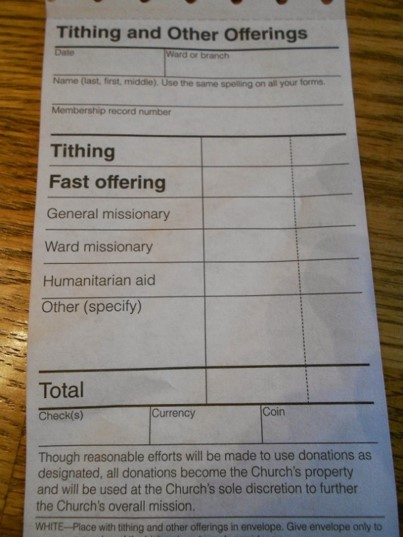 Tithing and Other Offerings
Date
Ward or branch
Name (last, first, middle). Use the same spelling on all your forms.
Membership record number
Tithing
Fast offering
General missionary
Ward missionary
Humanitarian aid
Other (specify)
Total
Check(s)
Currency
Coin
Though reasonable efforts will be made to use donations as
designated, all donations become the Church's property
and will be used at the Church's sole discretion to further
the Church's overall mission.
WHITE—Place with tithing and other offerings in envelope. Give envelope only to